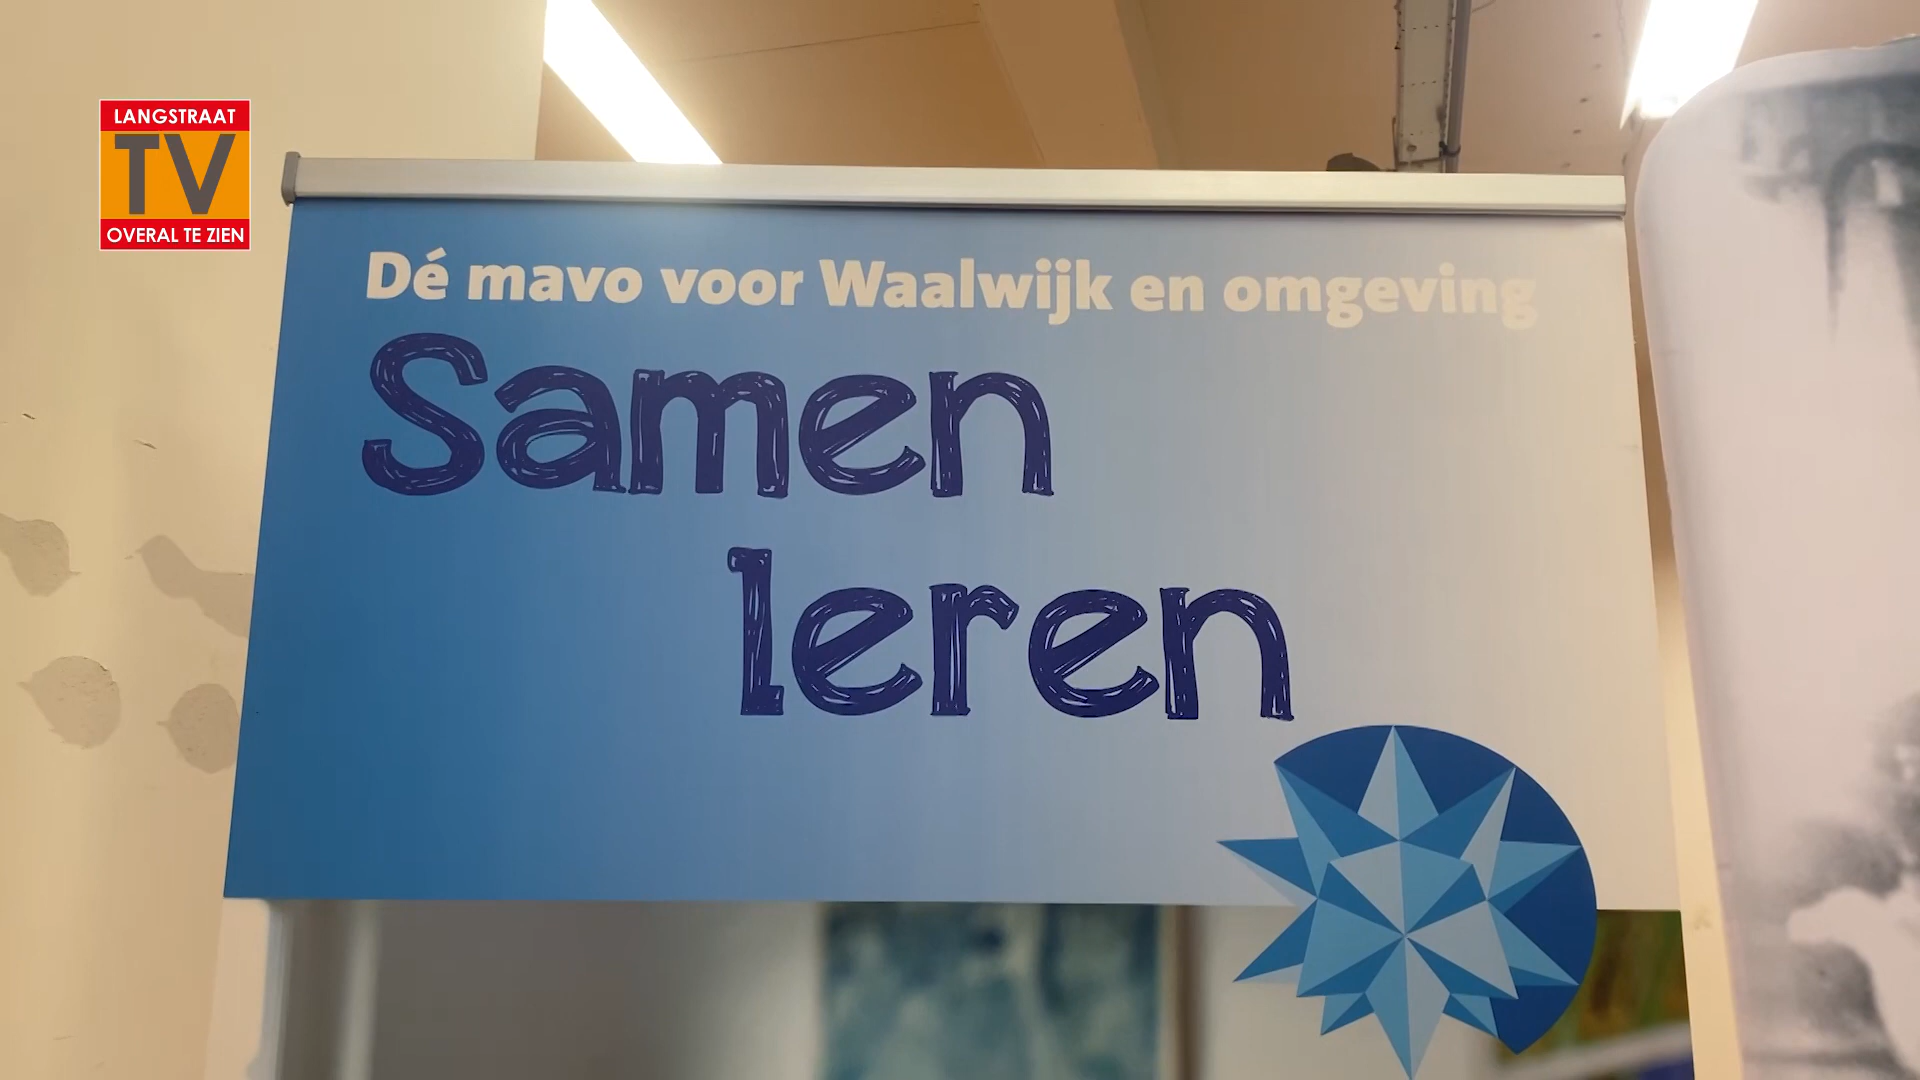 LANGSTRAAT
TV
OVERAL TE ZIEN
Dé mavo voor Waalwijk en omgeving
Samen
leren